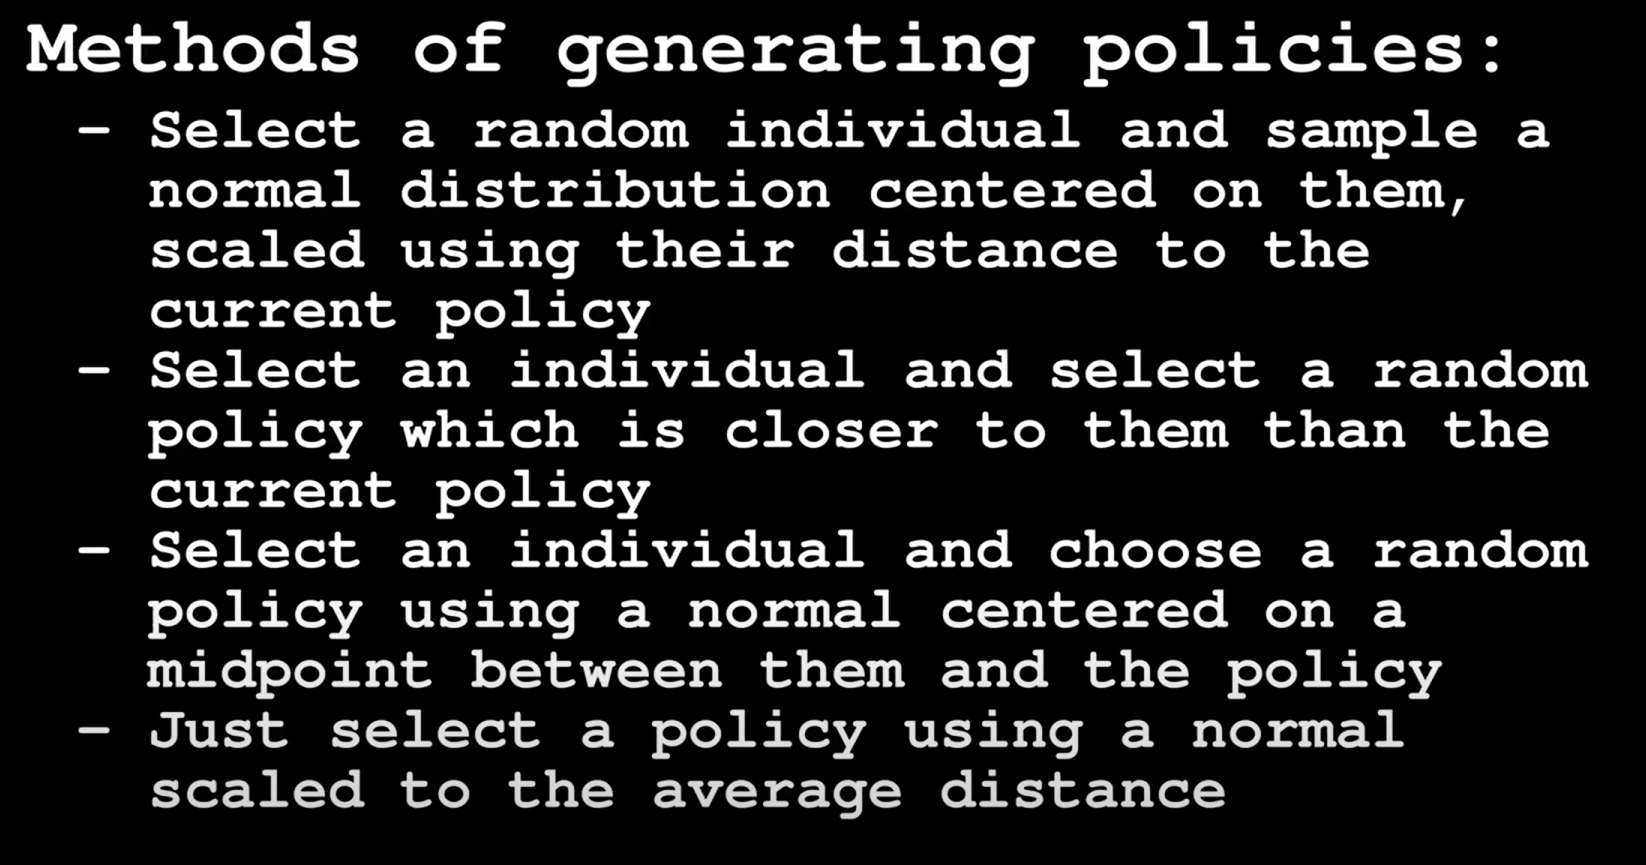 Methods of generating policies:
- Select a random individual and sample a
normal distribution centered on them,
scaled using their distance to the
current policy
- Select an individual and select a random
policy which is closer to them than the
current policy
- Select an individual and choose a random
policy using a normal centered on a
midpoint between them and the policy
- Just select a policy using a normal
scaled to the average distance